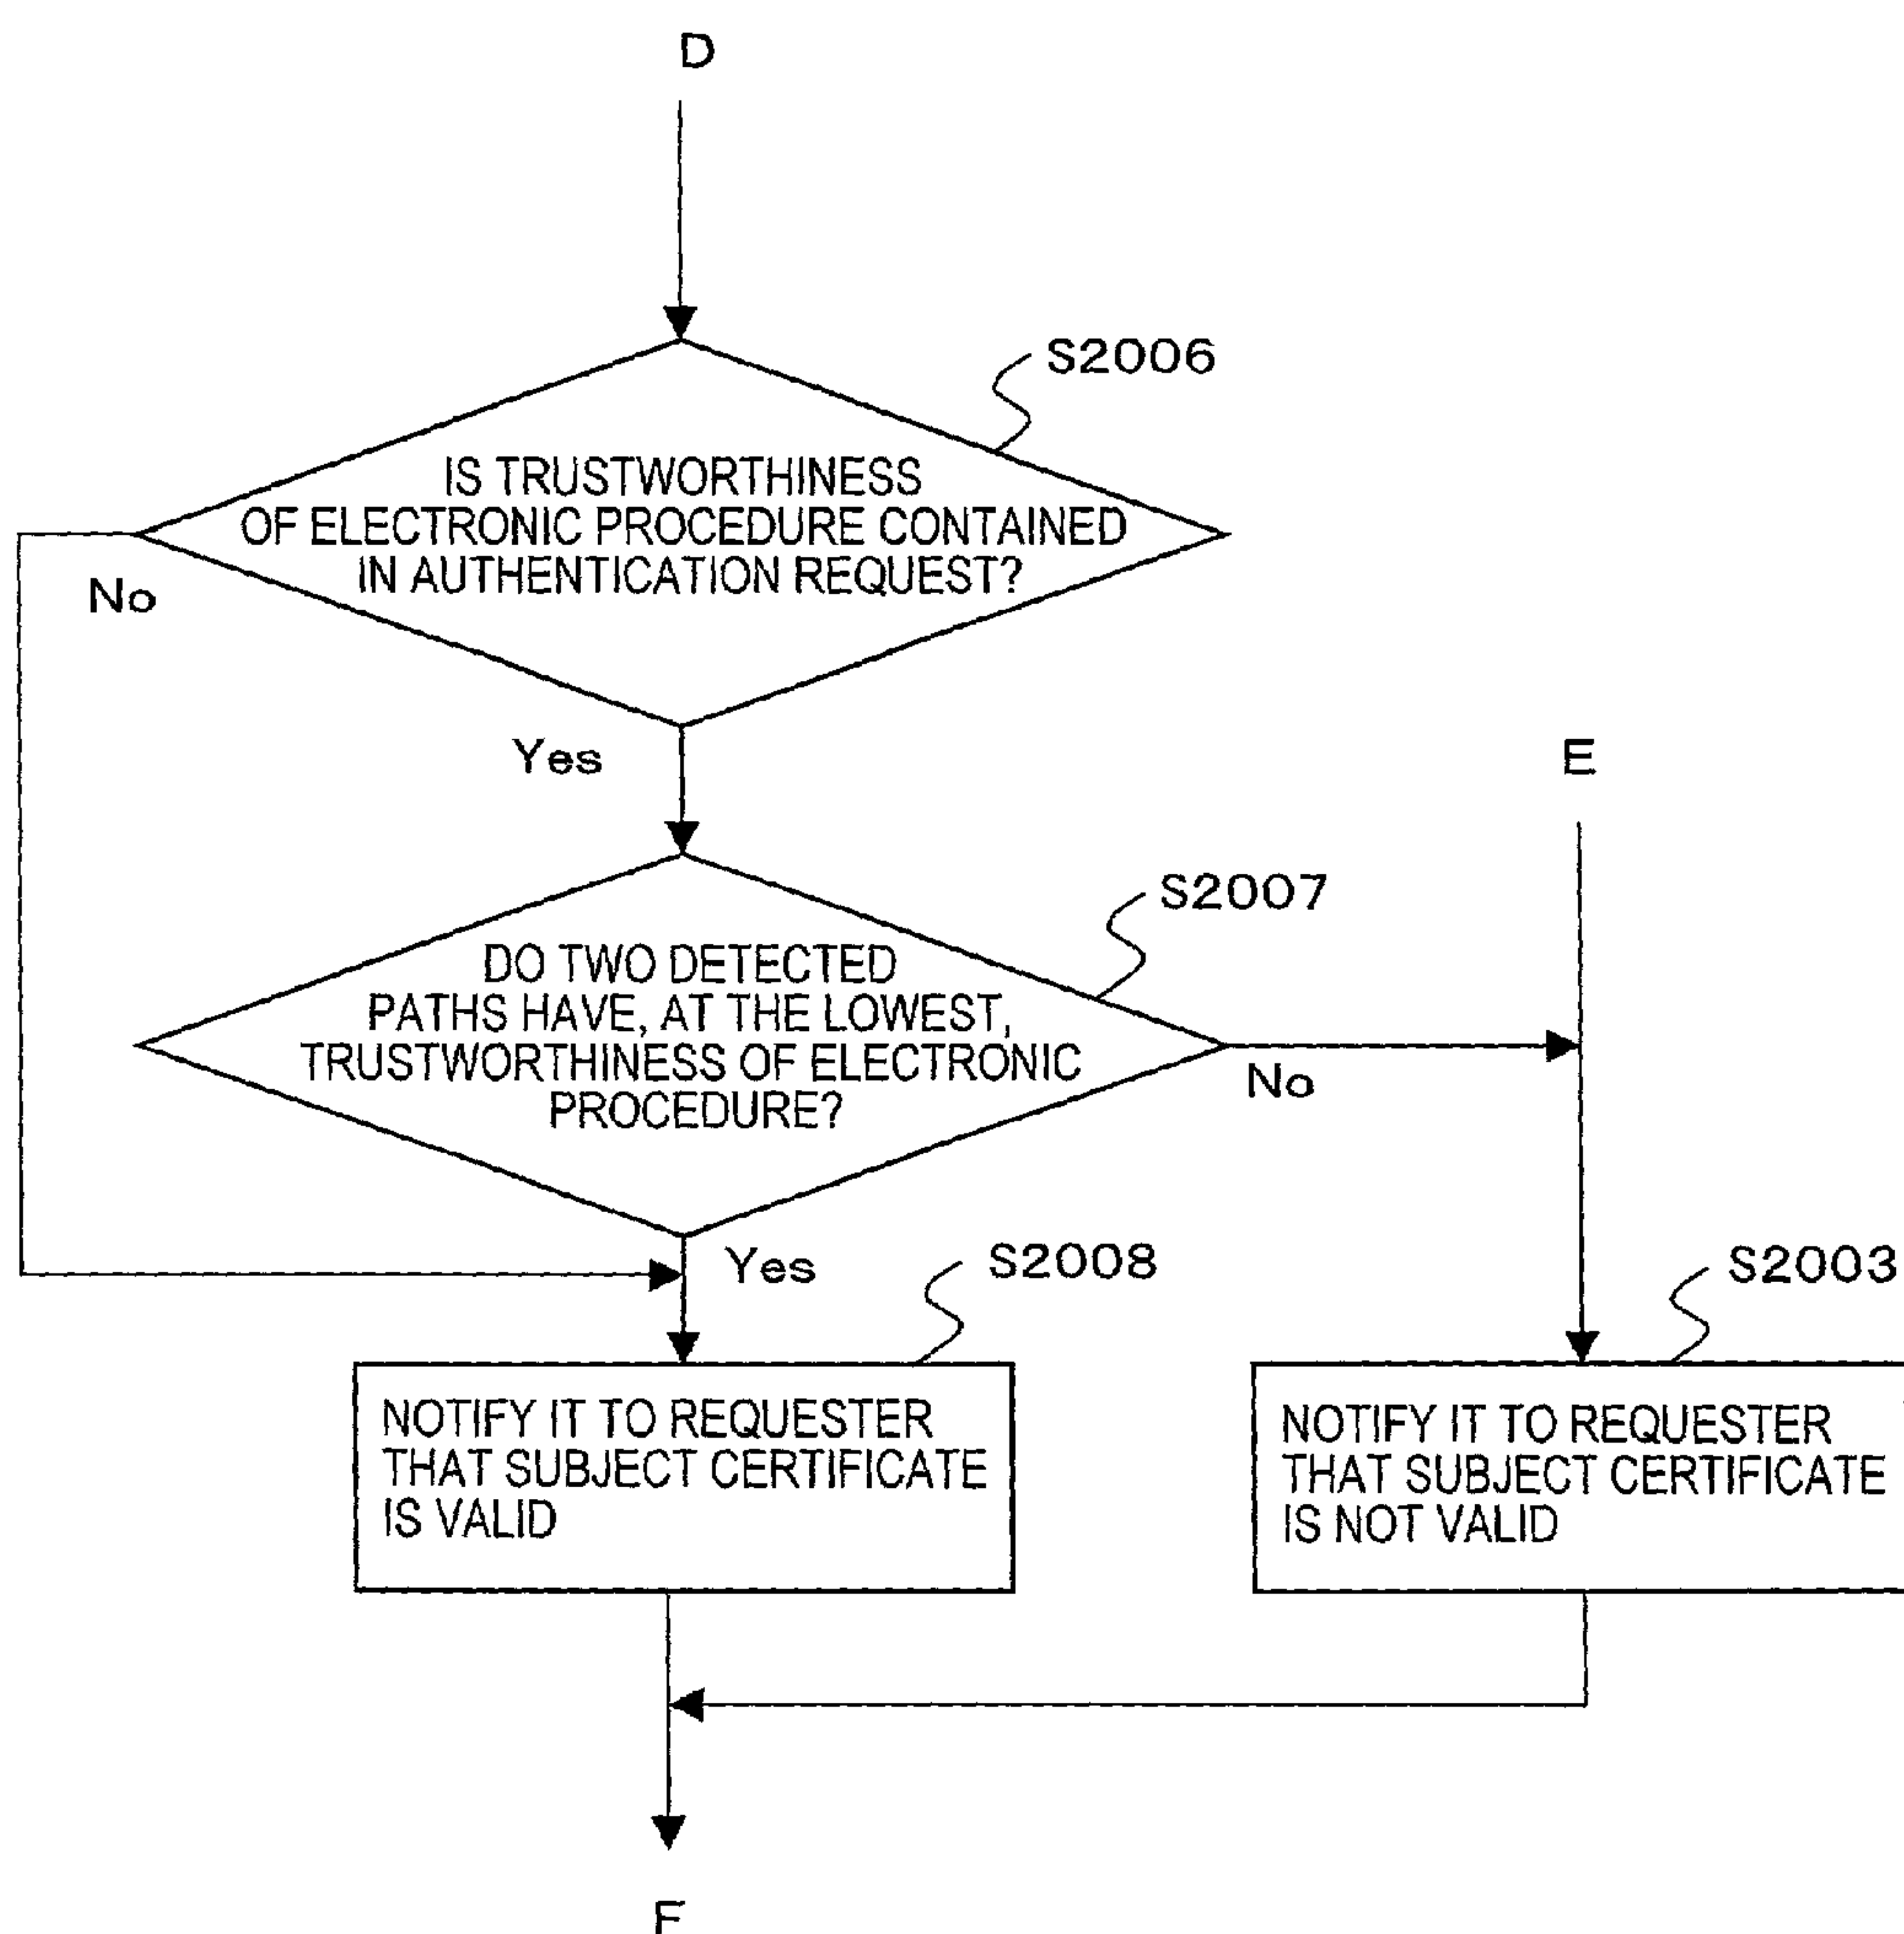 D
S2006
IS TRUSTWORTHINESS
OF ELECTRONIC PROCEDURE CONTAINED
IN AUTHENTICATION REQUEST?
No
Yes
E
S2007
DO TWO DETECTED
PATHS HAVE, AT THE LOWEST,
TRUSTWORTHINESS OF ELECTRONIC
PROCEDURE?
No
Yes
S2008
S2003
NOTIFY IT TO REQUESTER
THAT SUBJECT CERTIFICATE
IS VALID
NOTIFY IT TO REQUESTER
THAT SUBJECT CERTIFICATE
IS NOT VALID
F